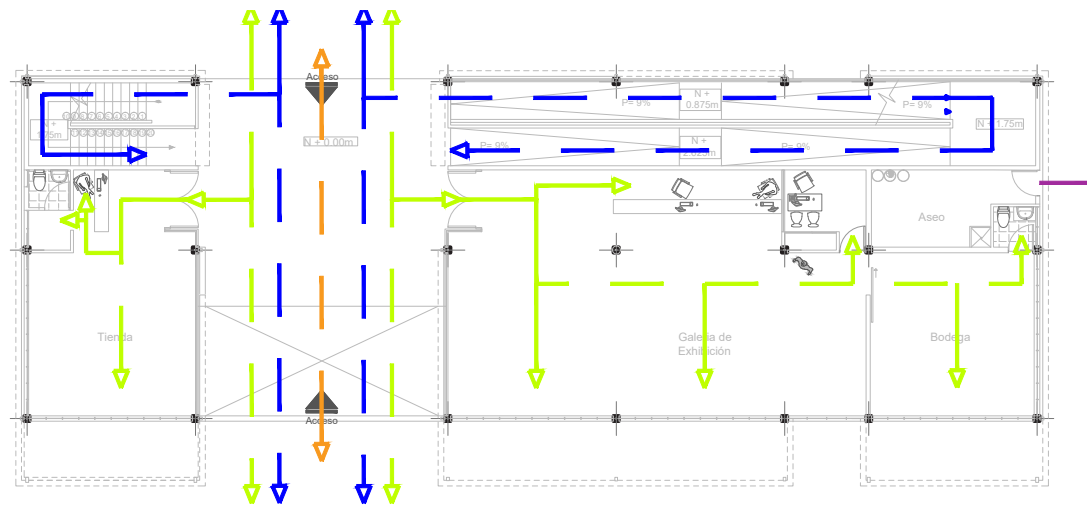 Acceso
N +
0.875m
P= 9%
P= 9%
N + 1.75m
N + 0.00m
P= 9%
P= 9%
Aseo
Tienda
Galería de
Exhibición
Bodega
Acceso